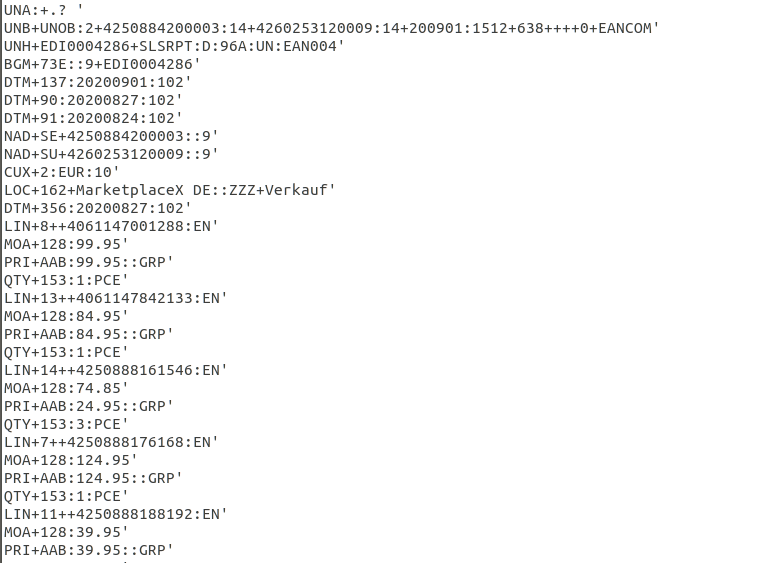 UNA:+.? '
UNB+UNOB:2+4250884200003:14+4260253120009:14+200901:1512+638++++0+EANCOM'
UNH+EDI0004286+SLSRPT:D:96A:UN:EAN004'
BGM+73E::9+EDI0004286'
DTM+137:20200901:102'
DTM+90:20200827:102'
DTM+91:20200824:102'
NAD+SE+4250884200003::9'
NAD+SU+4260253120009::9'
CUX+2:EUR:10'
LOC+162+MarketplaceX DE::ZZZ+Verkauf'
DTM+356:20200827:102'
LIN+8++4061147001288:EN'
MOA+128:99.95'
PRI+AAB:99.95::GRP'
QTY+153:1:PCE'
LIN+13++4061147842133:EN'
MOA+128:84.95'
PRI+AAB:84.95::GRP'
QTY+153:1:PCE'
LIN+14++4250888161546:EN'
MOA+128:74.85'
PRI+AAB:24.95::GRP'
QTY+153:3:PCE'
LIN+7++4250888176168:EN'
MOA+128:124.95'
PRI+AAB:124.95::GRP'
QTY+153:1:PCE'
LIN+11++4250888188192:EN'
MOA+128:39.95'
PRI+AAB:39.95::GRP'